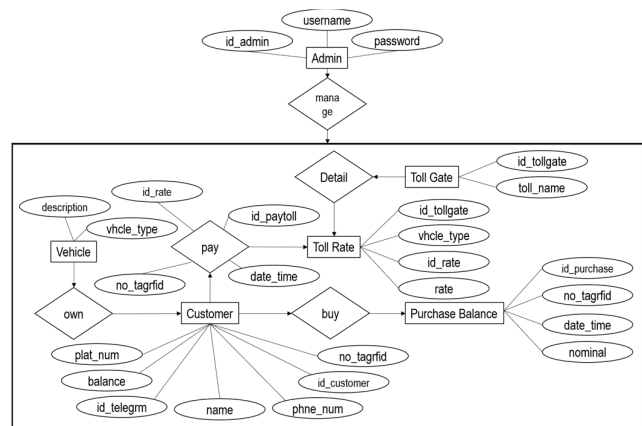 username
id_admin
password
Admin
mana
ge
id_tollgate
Detail
Toll Gate
id_rate
toll_name
description
id_paytoll
id_tollgate
vhcle_type
Vehicle
pay
Toll Rate
vhcle_type
id_rate
id_purchase
no_tagrfid
date_time
rate
no_tagrfid
own
Customer
buy
Purchase Balance
date_time
plat_num
no_tagrfid
nominal
balance
id_customer
id_telegrm
name
phne_num